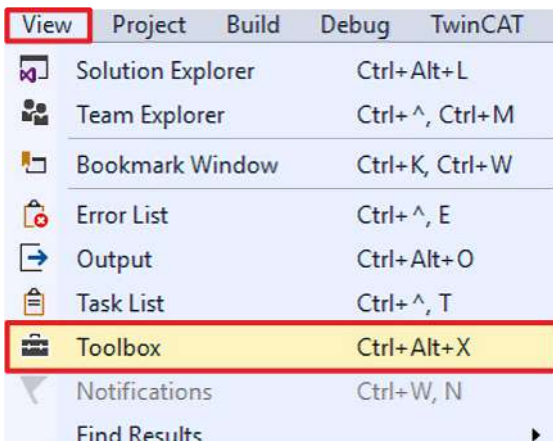 View Project Build Debug TwinCAT
Solution Explorer Ctrl+Alt+L
Team Explorer Ctrl+^, Ctrl+M
Bookmark Window Ctrl+K, Ctrl+W
Error List Ctrl+^, E
Output Ctrl+Alt+O
Task List Ctrl+^, T
Toolbox Ctrl+Alt+X
Notifications Ctrl+W, N
Find Results